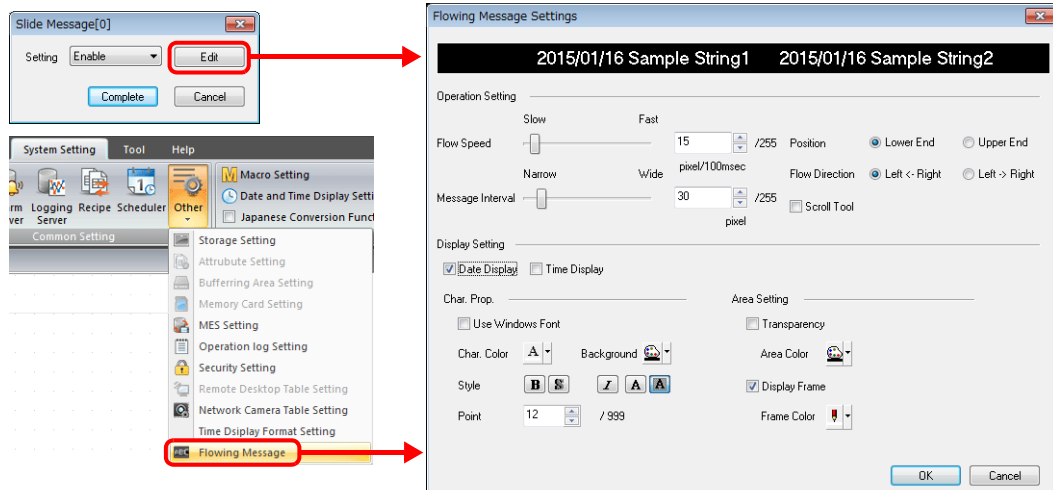 Slide Message[0]
Setting Enable Edit
Complete Cancel
System Setting Tool Help
Logging Server
Recipe
Scheduler
Other
Macro Setting
Date and Time Dsiplay Setti
Japanese Conversion Func
Common Setting
Storage Setting
Attrubute Setting
Bufferring Area Setting
Memory Card Setting
MES Setting
Operation log Setting
Security Setting
Remote Desktop Table Setting
Network Camera Table Setting
Time Dsiplay Format Setting
ABC Flowing Message
Flowing Message Settings
2015/01/16 Sample String1 2015/01/16 Sample String2
Operation Setting
Slow Fast
Flow Speed 15 /255 Position Lower End Upper End
pixel/100msec
Narrow Wide Flow Direction Left <- Right Left -> Right
Message Interval 30 /255 Scroll Tool
pixel
Display Setting
Date Display Time Display
Char. Prop. Area Setting
Use Windows Font Transparency
Char. Color A Background Area Color
Style B S I A A Display Frame
Point 12 / 999 Frame Color
OK Cancel